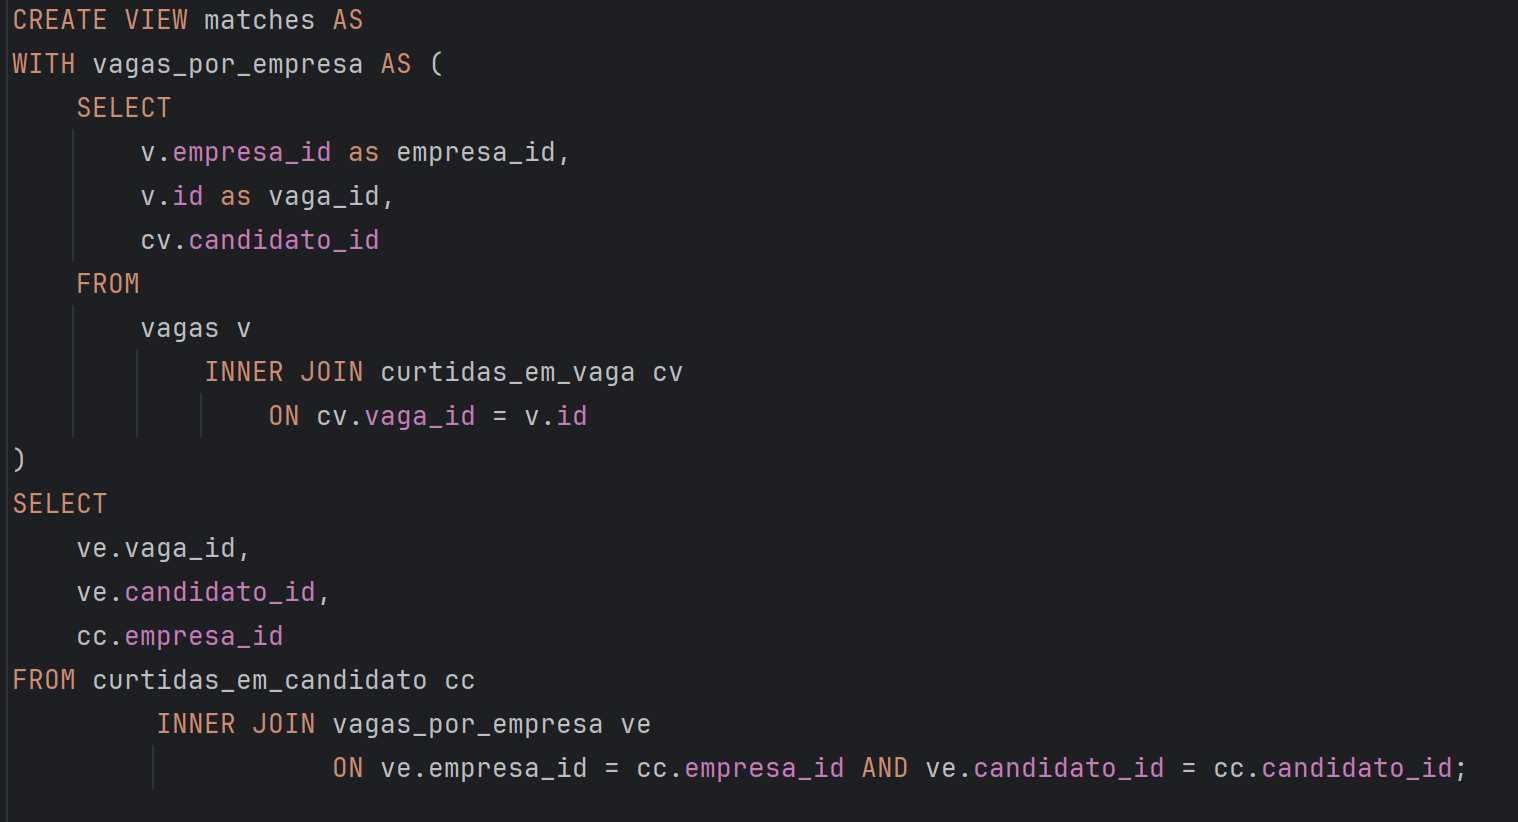 CREATE VIEW matches AS
WITH vagas_por_empresa AS (
    SELECT
        v.empresa_id as empresa_id,
        v.id as vaga_id,
        cv.candidato_id
    FROM
        vagas v
            INNER JOIN curtidas_em_vaga cv
                ON cv.vaga_id = v.id
)
SELECT
    ve.vaga_id,
    ve.candidato_id,
    cc.empresa_id
FROM curtidas_em_candidato cc
         INNER JOIN vagas_por_empresa ve
                    ON ve.empresa_id = cc.empresa_id AND ve.candidato_id = cc.candidato_id;